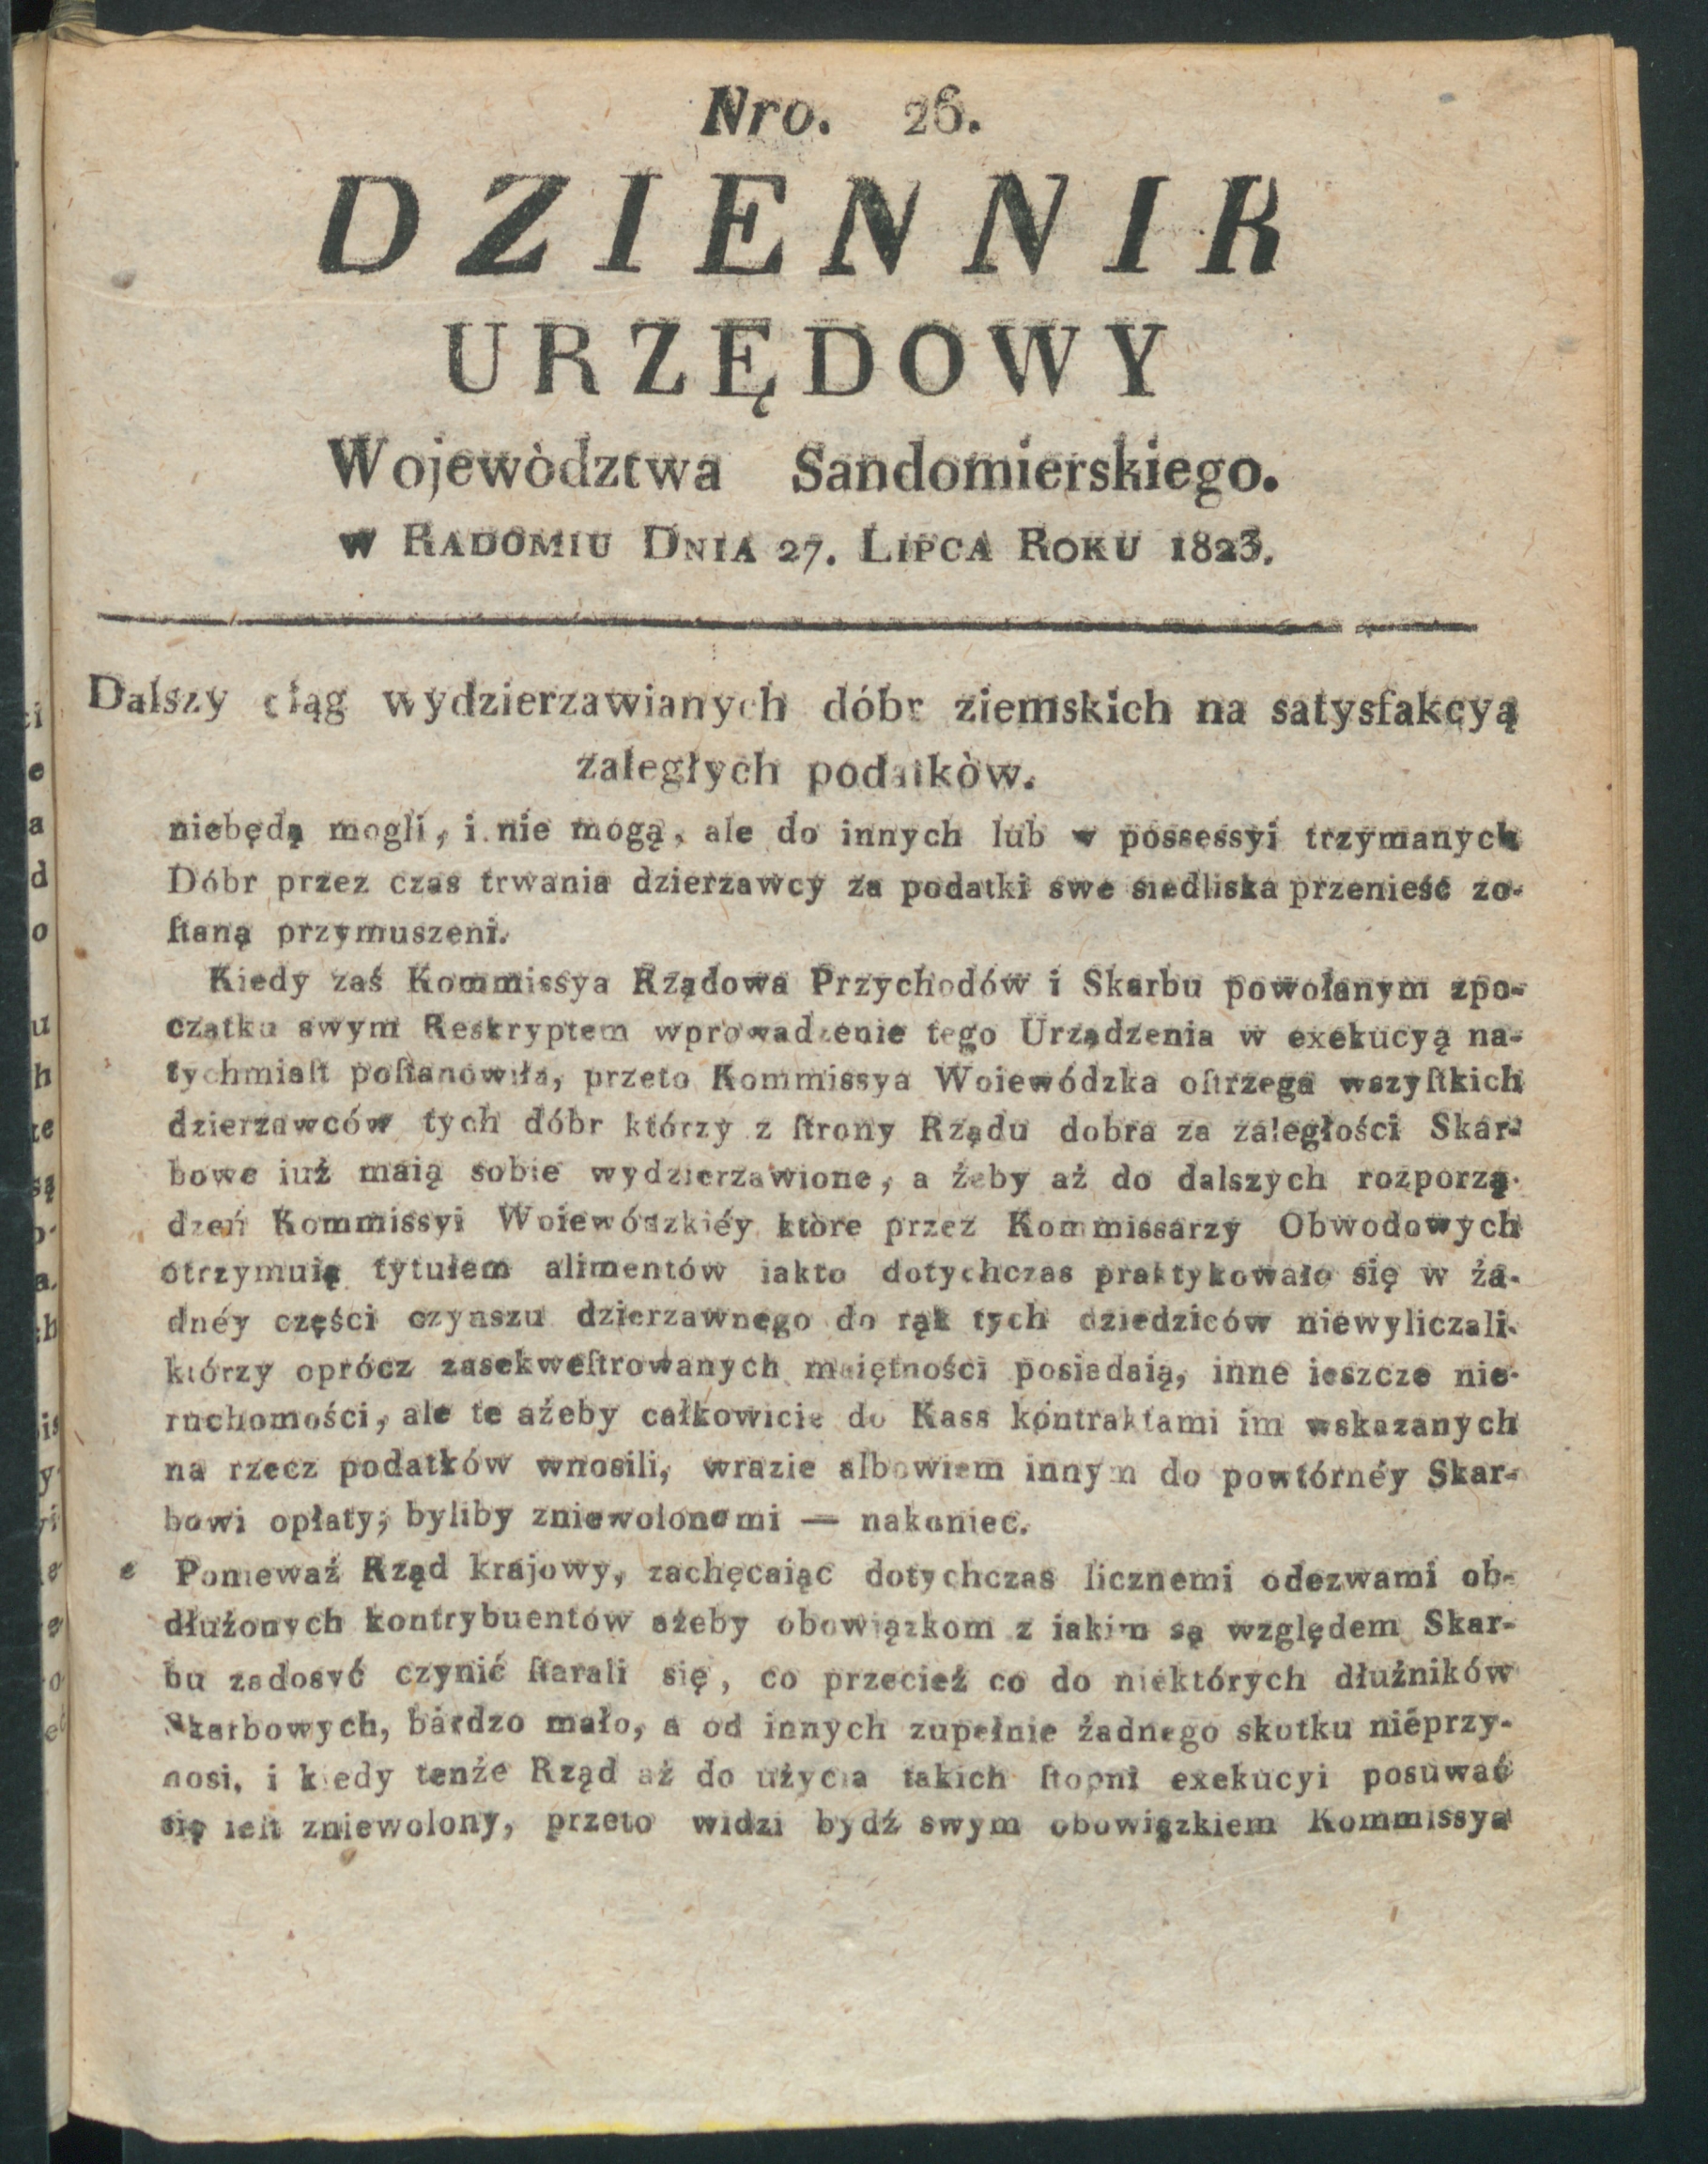 Nro. 26.
DZIENNIK
URZĘDOWY
Wojewòdztwa Sandomierskiego.
w Radomiu Dnia 27. Lipca Roku 1823.
Dalszy ciąg wydzierzawianych dóbr ziemskich na satysfakcyą
zaległych podatkòw.
niebędą mogli, i nie mogą, ale do innych lub w possessyi trzymanych
Dóbr przez czas trwania dzierzawcy za podatki swe siedliska przenieść zo-
ſtaną przymuszeni.
Kiedy zaś Kommissya Rządowa Przychodów i Skarbu powołanym zpo-
czątku swym Reskryptem wprowadzenie tego Urządzenia w exekucyą na-
tychmiaſt poſtanowiła, przeto Kommissya Woiewódzka oſtrzega wszyſtkich
dzierzawców tych dóbr którzy z ſtrony Rządu dobra za zaległości Skar-
bowe iuż maią sobie wydzierzawione, a żeby aż do dalszych rozporzą-
dzeń Kommissyi Woiewódzkiéy ktòre przez Kommissarzy Obwodowych
otrzymuią tytułem alimentów iakto dotychczas praktykowało się w ża-
dnéy części czynszu dzierzawnego do rąk tych dziedziców niewyliczali
którzy oprócz zasekweſtrowanych maiętności posiadaią, inne ieszcze nie-
ruchomości, ale te ażeby całkowicie do Kass kontraktami im wskazanych
na rzecz podatków wnosili, wrazie albowiem innym do powtórnéy Skar-
bowi opłaty, byliby zniewolonemi — nakoniec.
Ponieważ Rząd krajowy, zachęcaiąc dotychczas licznemi odezwami ob-
dłużonych kontrybuentów ażeby obowiązkom z iakim są względem Skar-
bu zadosyć czynić ſtarali się, co przecież co do niektórych dłużników
Skarbowych, bardzo mało, a od innych zupełnie żadnego skutku niéprzy-
nosi, i kiedy tenże Rząd aż do użycia takich ſtopni exekucyi posuwać
się ieſt zniewolony, przeto widzi bydź swym obowiązkiem Kommissya